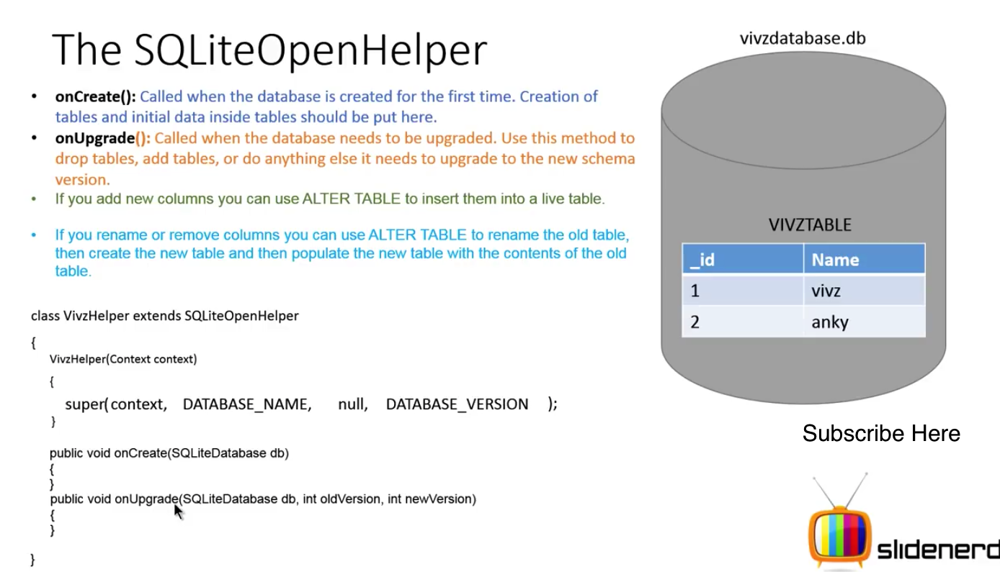 The SQLiteOpenHelper
• onCreate(): Called when the database is created for the first time. Creation of
tables and initial data inside tables should be put here.
• onUpgrade(): Called when the database needs to be upgraded. Use this method to
drop tables, add tables, or do anything else it needs to upgrade to the new schema
version.
• If you add new columns you can use ALTER TABLE to insert them into a live table.
• If you rename or remove columns you can use ALTER TABLE to rename the old table,
then create the new table and then populate the new table with the contents of the old
table.
class VivzHelper extends SQLiteOpenHelper
{
VivzHelper(Context context)
{
super(context, DATABASE_NAME, null, DATABASE_VERSION );
}
public void onCreate(SQLiteDatabase db)
{
}
public void onUpgrade(SQLiteDatabase db, int oldVersion, int newVersion)
{
}
}
vivzdatabase.db
VIVZTABLE
_id Name
1 vivz
2 anky
Subscribe Here
slidenerd